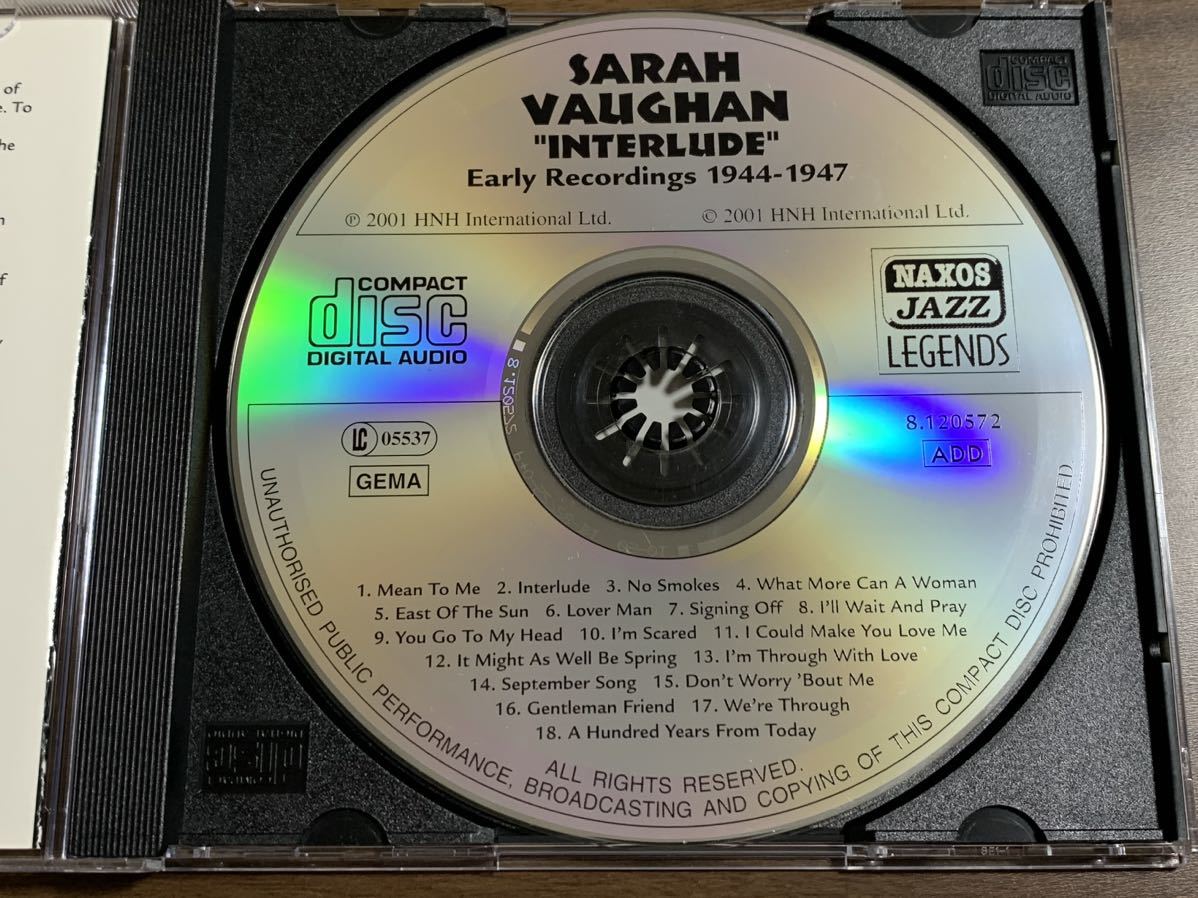 of
e. To
he
n
f
y
SARAH
VAUGHAN
"INTERLUDE"
Early Recordings 1944-1947
℗ 2001 HNH International Ltd. © 2001 HNH International Ltd.
COMPACT
disc
DIGITAL AUDIO
NAXOS
JAZZ
LEGENDS
LC 05537
GEMA
8.120572
ADD
1. Mean To Me 2. Interlude 3. No Smokes 4. What More Can A Woman
5. East Of The Sun 6. Lover Man 7. Signing Off 8. I'll Wait And Pray
9. You Go To My Head 10. I'm Scared 11. I Could Make You Love Me
12. It Might As Well Be Spring 13. I'm Through With Love
14. September Song 15. Don't Worry 'Bout Me
16. Gentleman Friend 17. We're Through
18. A Hundred Years From Today
ALL RIGHTS RESERVED.
UNAUTHORISED PUBLIC PERFORMANCE, BROADCASTING AND COPYING OF THIS COMPACT DISC PROHIBITED.
COMPACT
disc
DIGITAL AUDIO
8.120572